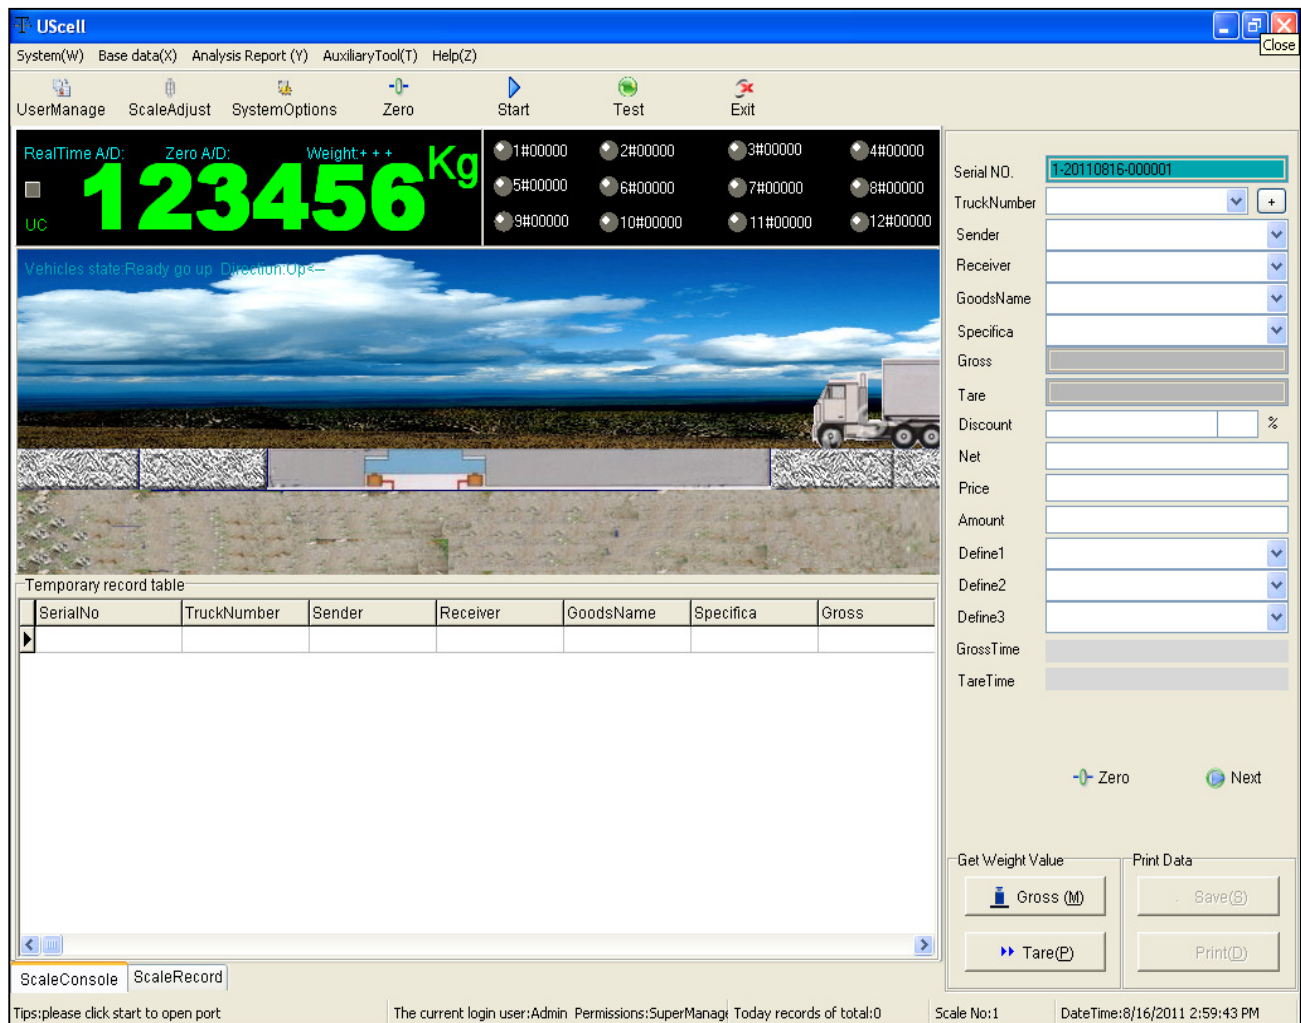 UScell
Close
System(W) Base data(X) Analysis Report (Y) AuxiliaryTool(T) Help(Z)
UserManage ScaleAdjust SystemOptions Zero Start Test Exit
RealTime A/D: Zero A/D: Weight:+ + +
123456 Kg
UC
1#00000 2#00000 3#00000 4#00000
5#00000 6#00000 7#00000 8#00000
9#00000 10#00000 11#00000 12#00000
Vehicles state:Ready go up Direction:Up<--
Temporary record table
SerialNo TruckNumber Sender Receiver GoodsName Specifica Gross
Serial NO. 1-20110816-000001
TruckNumber +
Sender
Receiver
GoodsName
Specifica
Gross
Tare
Discount %
Net
Price
Amount
Define1
Define2
Define3
GrossTime
TareTime
-0- Zero Next
Get Weight Value Print Data
Gross (M) Save(S)
Tare(P) Print(D)
ScaleConsole ScaleRecord
Tips:please click start to open port The current login user:Admin Permissions:SuperManage Today records of total:0 Scale No:1 DateTime:8/16/2011 2:59:43 PM